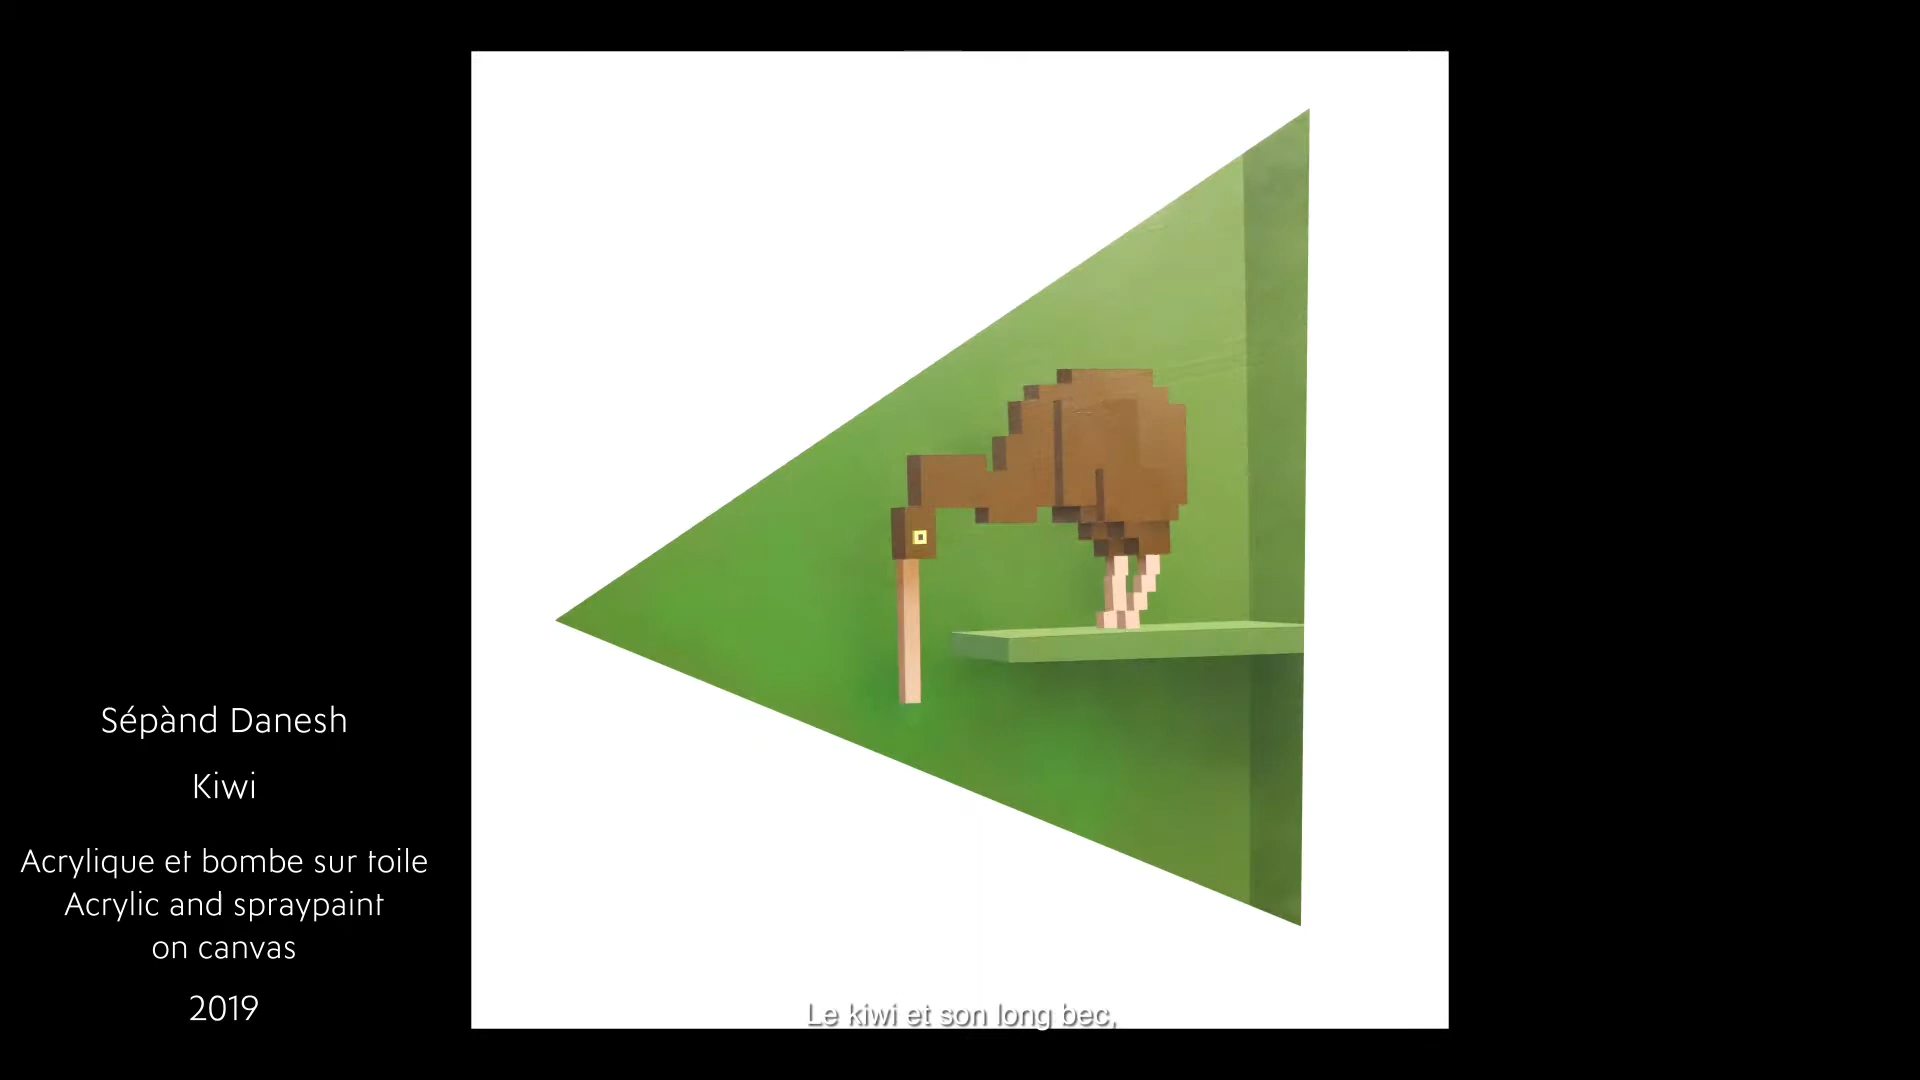 Sépànd Danesh
Kiwi
Acrylique et bombe sur toile
Acrylic and spraypaint
on canvas
2019
Le kiwi et son long bec,